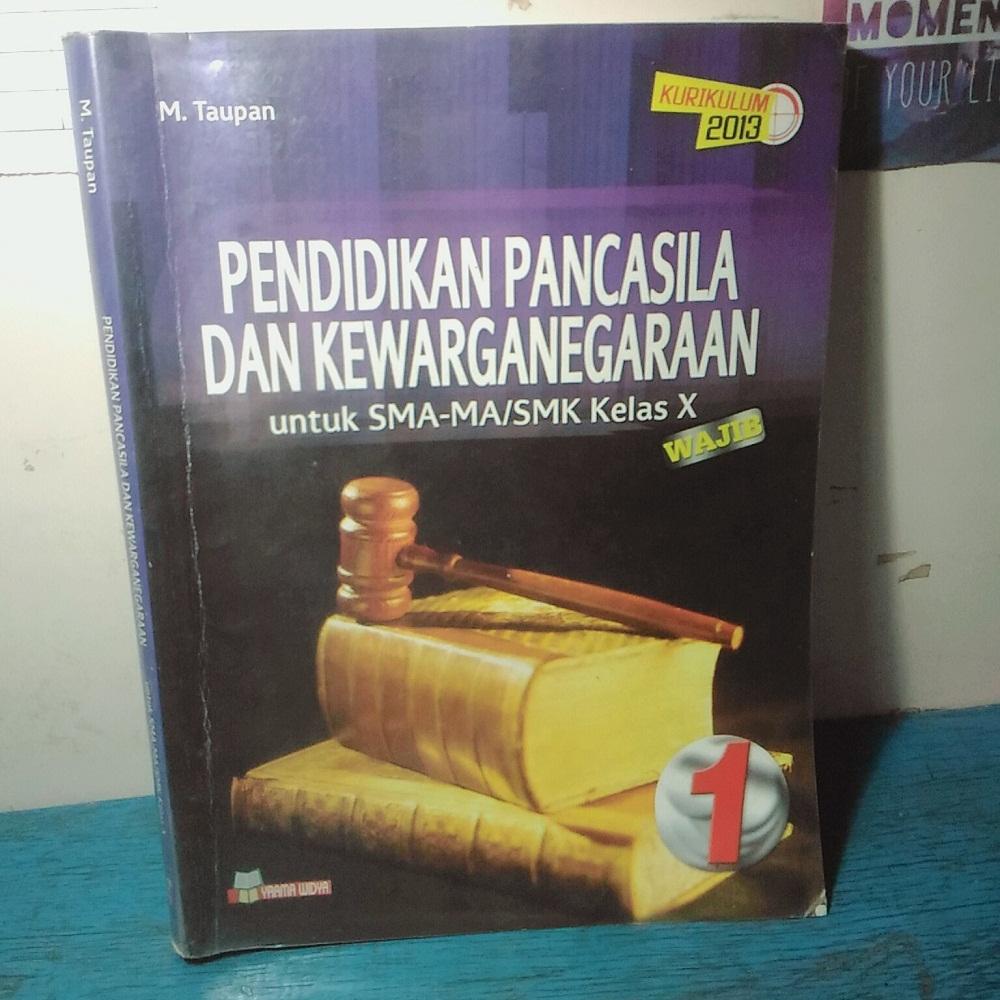 MOMEN
YOUR
M. Taupan
KURIKULUM
2013
PENDIDIKAN PANCASILA
DAN KEWARGANEGARAAN
untuk SMA-MA/SMK Kelas X
WAJIB
1
YRAMA WIDYA
M. Taupan
PENDIDIKAN PANCASILA DAN KEWARGANEGARAAN